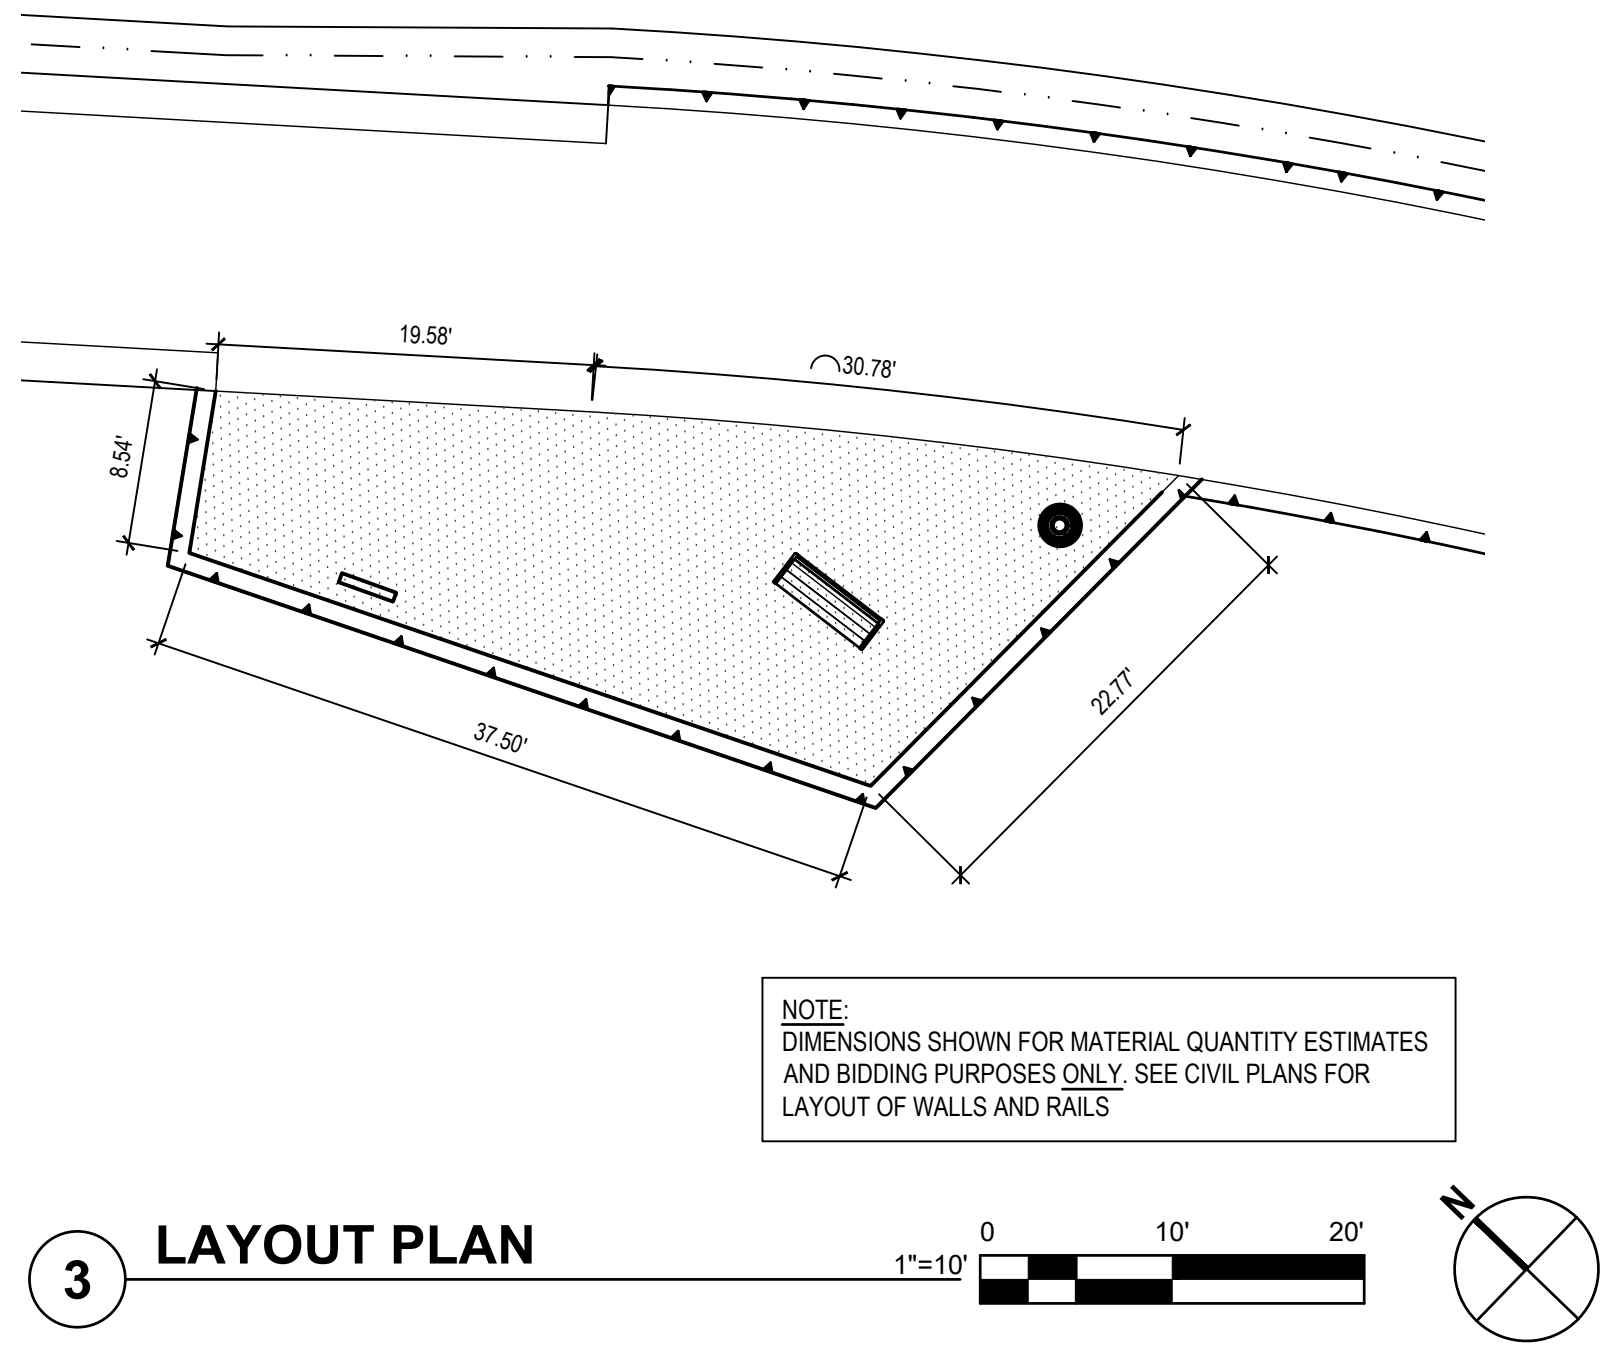 19.58'
30.78'
8.54'
22.77'
37.50'
NOTE:
DIMENSIONS SHOWN FOR MATERIAL QUANTITY ESTIMATES
AND BIDDING PURPOSES ONLY. SEE CIVIL PLANS FOR
LAYOUT OF WALLS AND RAILS
N
3 LAYOUT PLAN
0 10' 20'
1"=10'